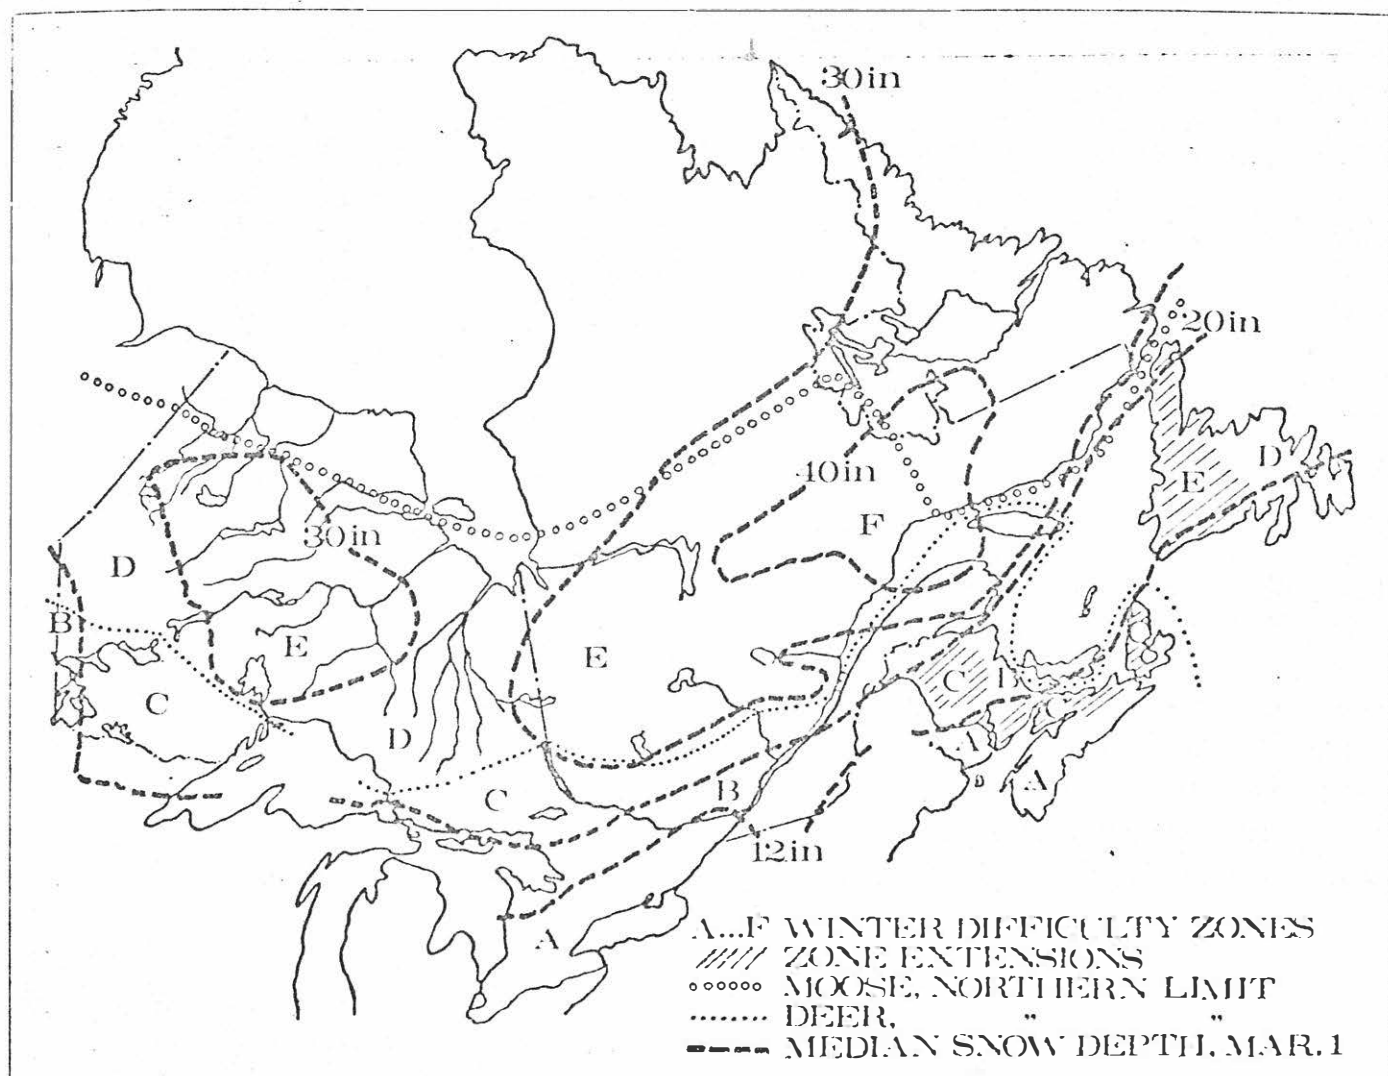 30in
20in
D
E
40in
F
30in
D
B
E
E
C
C
D
D
C
C
B
A
A
12in
A
A...F WINTER DIFFICULTY ZONES
ZONE EXTENSIONS
MOOSE, NORTHERN LIMIT
DEER, " "
MEDIAN SNOW DEPTH, MAR. 1